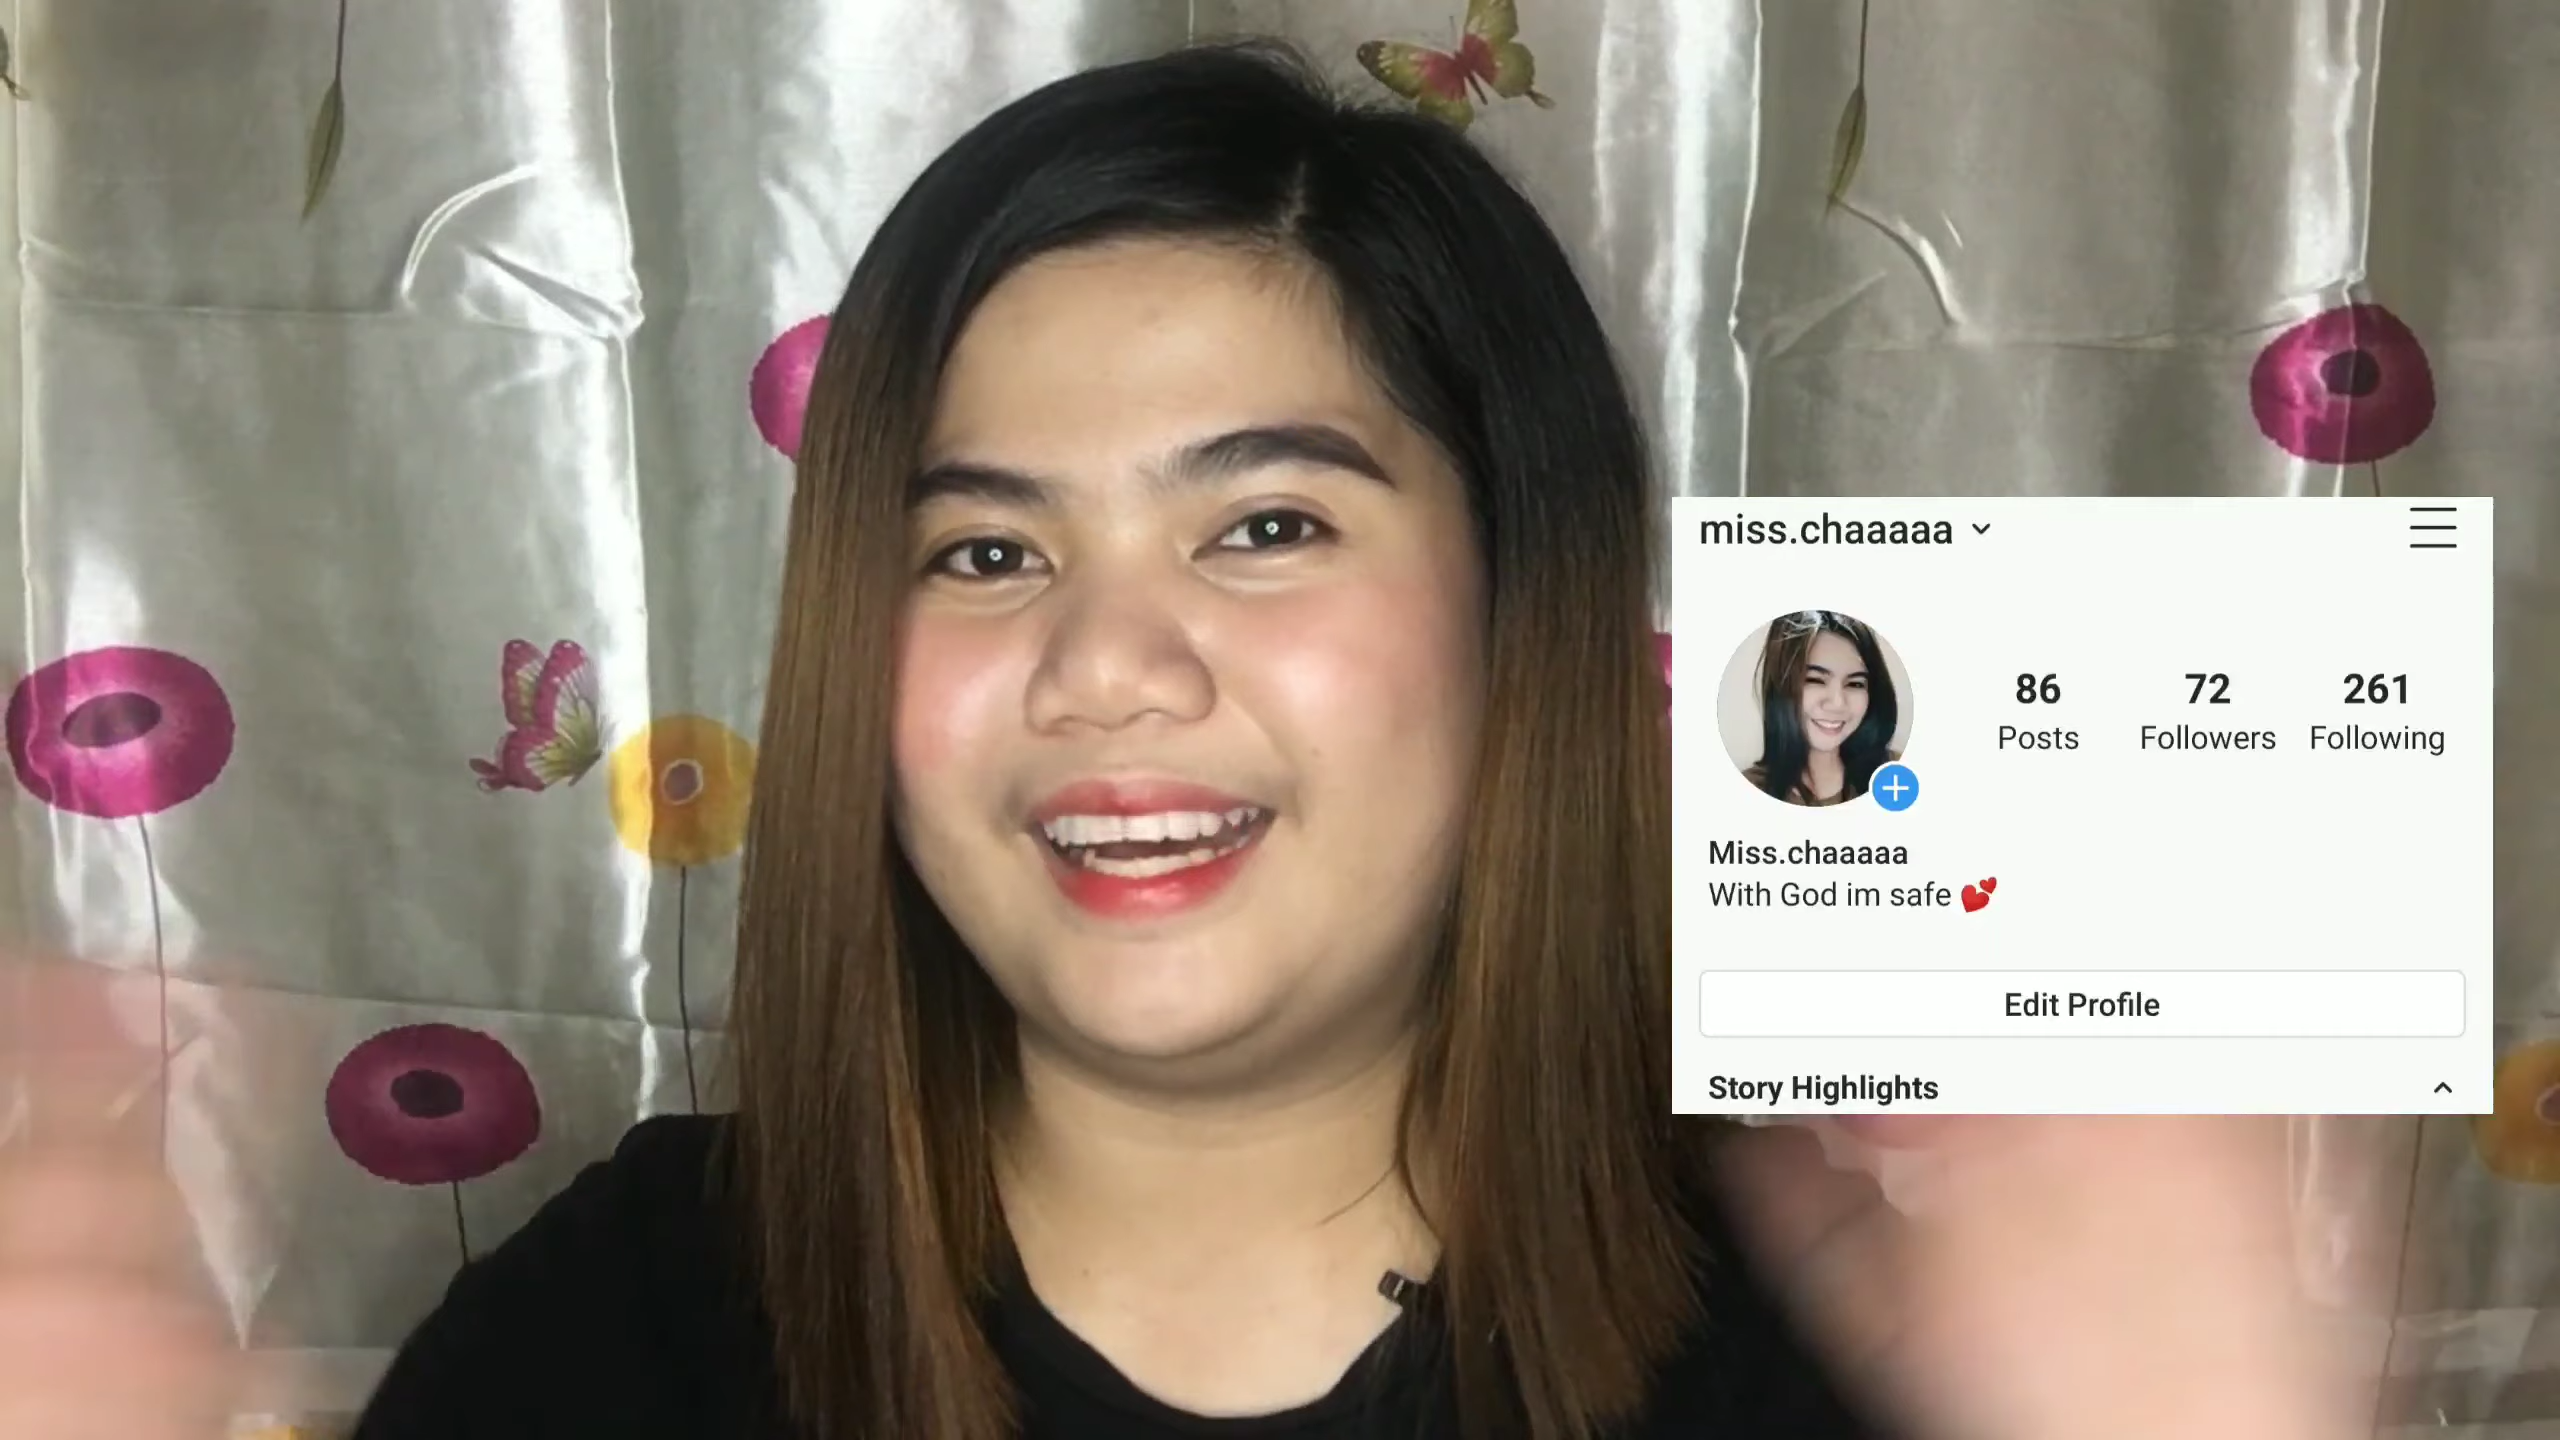 miss.chaaaaa
86 72 261
Posts Followers Following
Miss.chaaaaa
With God im safe 💕
Edit Profile
Story Highlights